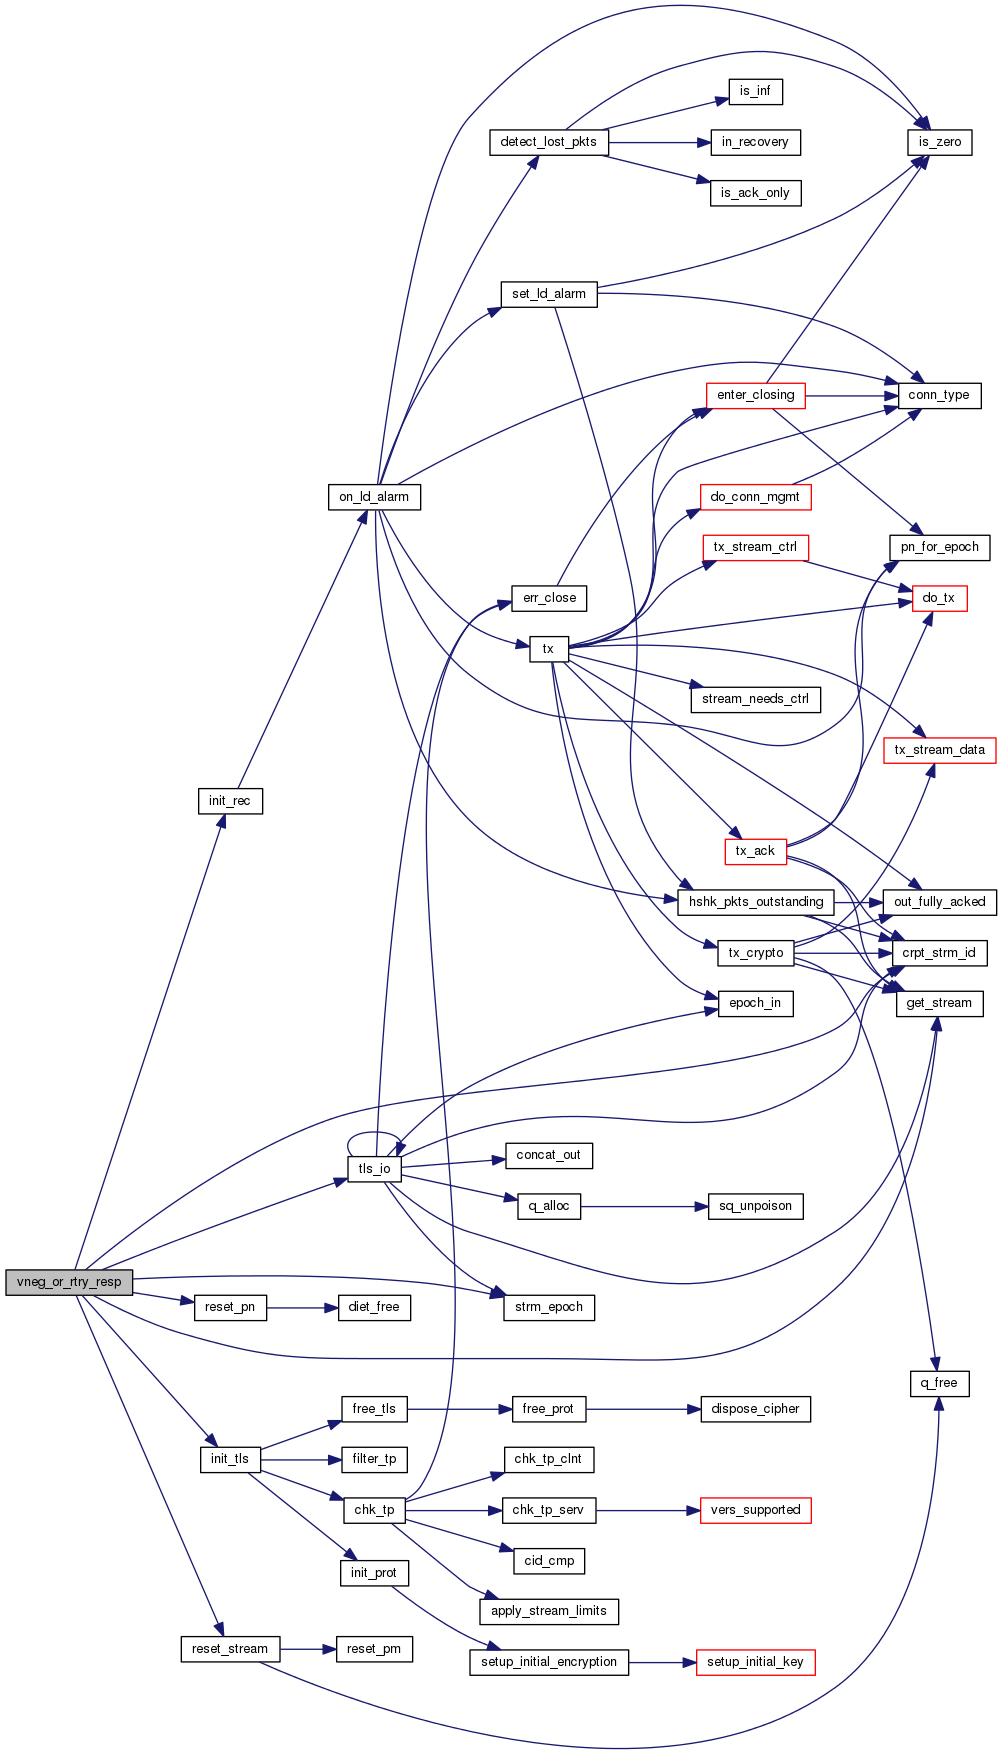 is_inf
detect_lost_pkts
in_recovery
is_zero
is_ack_only
set_ld_alarm
enter_closing
conn_type
on_ld_alarm
do_conn_mgmt
tx_stream_ctrl
pn_for_epoch
err_close
do_tx
tx
stream_needs_ctrl
tx_stream_data
init_rec
tx_ack
hshk_pkts_outstanding
out_fully_acked
tx_crypto
crpt_strm_id
epoch_in
get_stream
concat_out
tls_io
q_alloc
sq_unpoison
vneg_or_rtry_resp
reset_pn
diet_free
strm_epoch
q_free
free_tls
free_prot
dispose_cipher
init_tls
filter_tp
chk_tp_clnt
chk_tp
chk_tp_serv
vers_supported
cid_cmp
init_prot
apply_stream_limits
reset_stream
reset_pm
setup_initial_encryption
setup_initial_key